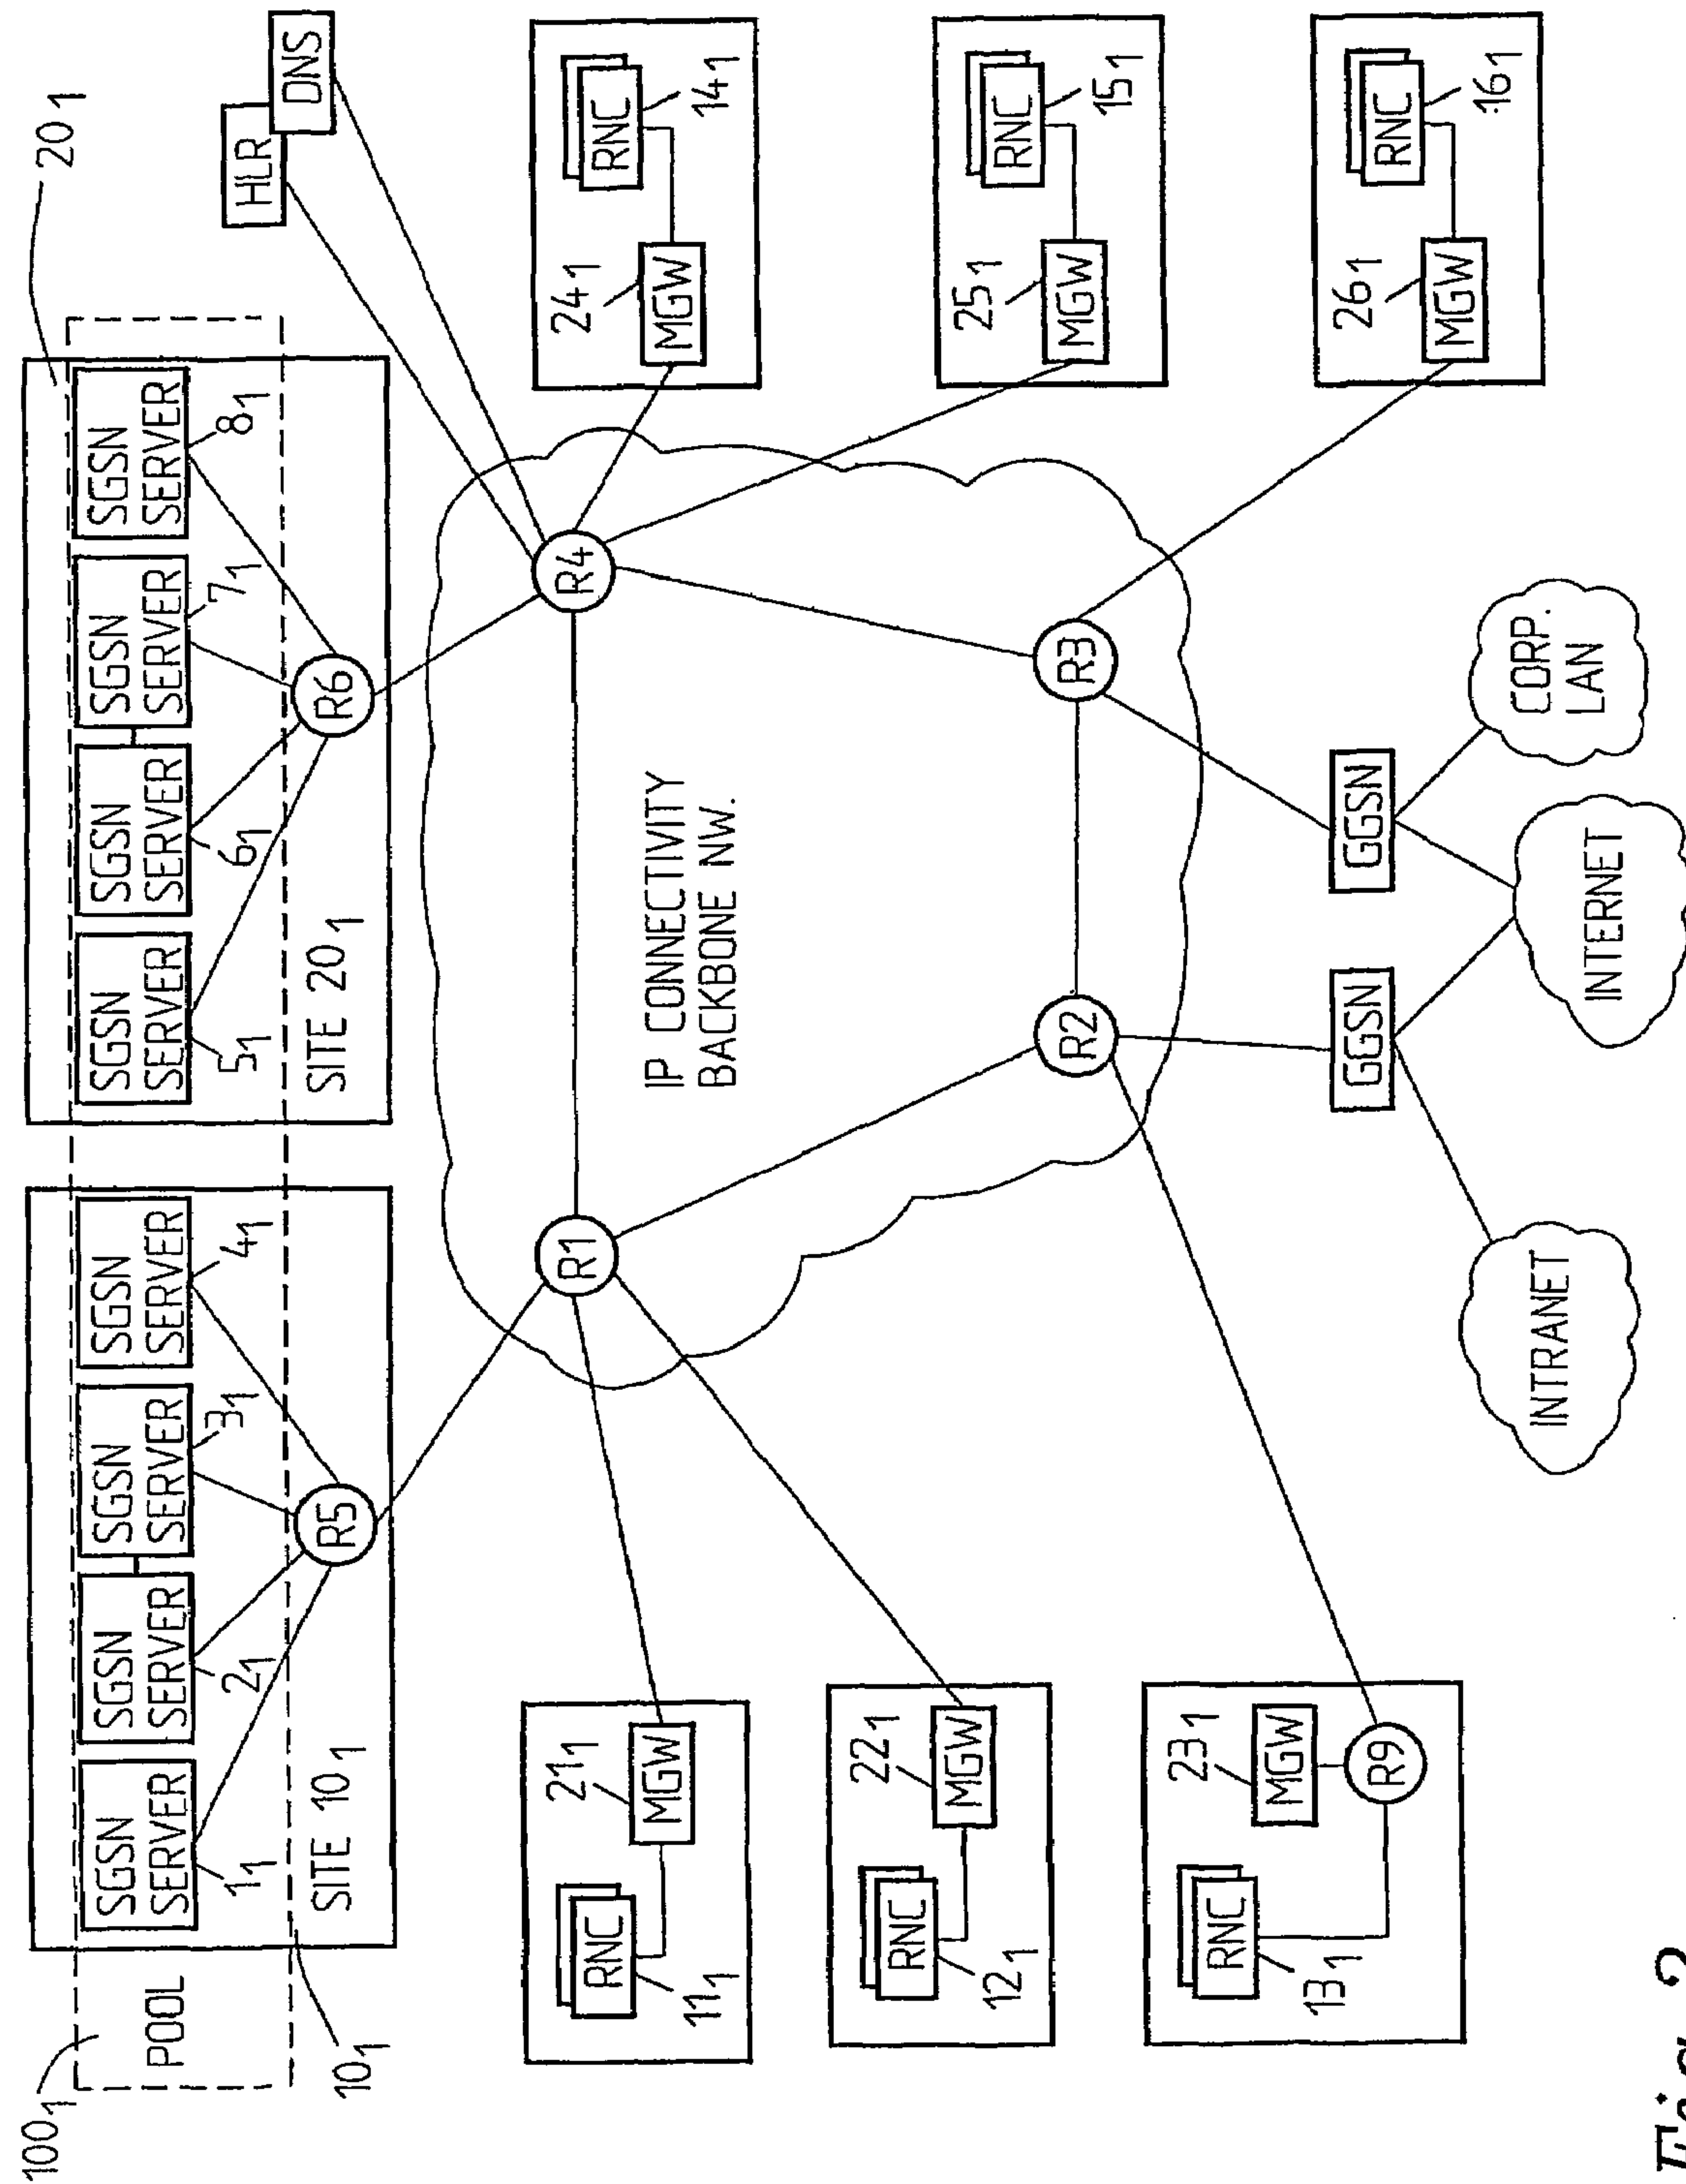 100₁
POOL
10₁
SGSN
SERVER
1₁
SGSN
SERVER
2₁
SGSN
SERVER
3₁
SGSN
SERVER
4₁
R5
SITE 10₁
SGSN
SERVER
5₁
SGSN
SERVER
6₁
SGSN
SERVER
7₁
SGSN
SERVER
8₁
R6
SITE 20₁
20₁
HLR
DNS
RNC
11₁
MGW
21₁
RNC
12₁
MGW
22₁
RNC
13₁
MGW
23₁
R9
R1
R4
IP CONNECTIVITY
BACKBONE NW.
R2
R3
MGW
24₁
RNC
14₁
MGW
25₁
RNC
15₁
MGW
26₁
RNC
16₁
GGSN
GGSN
INTRANET
INTERNET
CORP.
LAN
Fig. 2